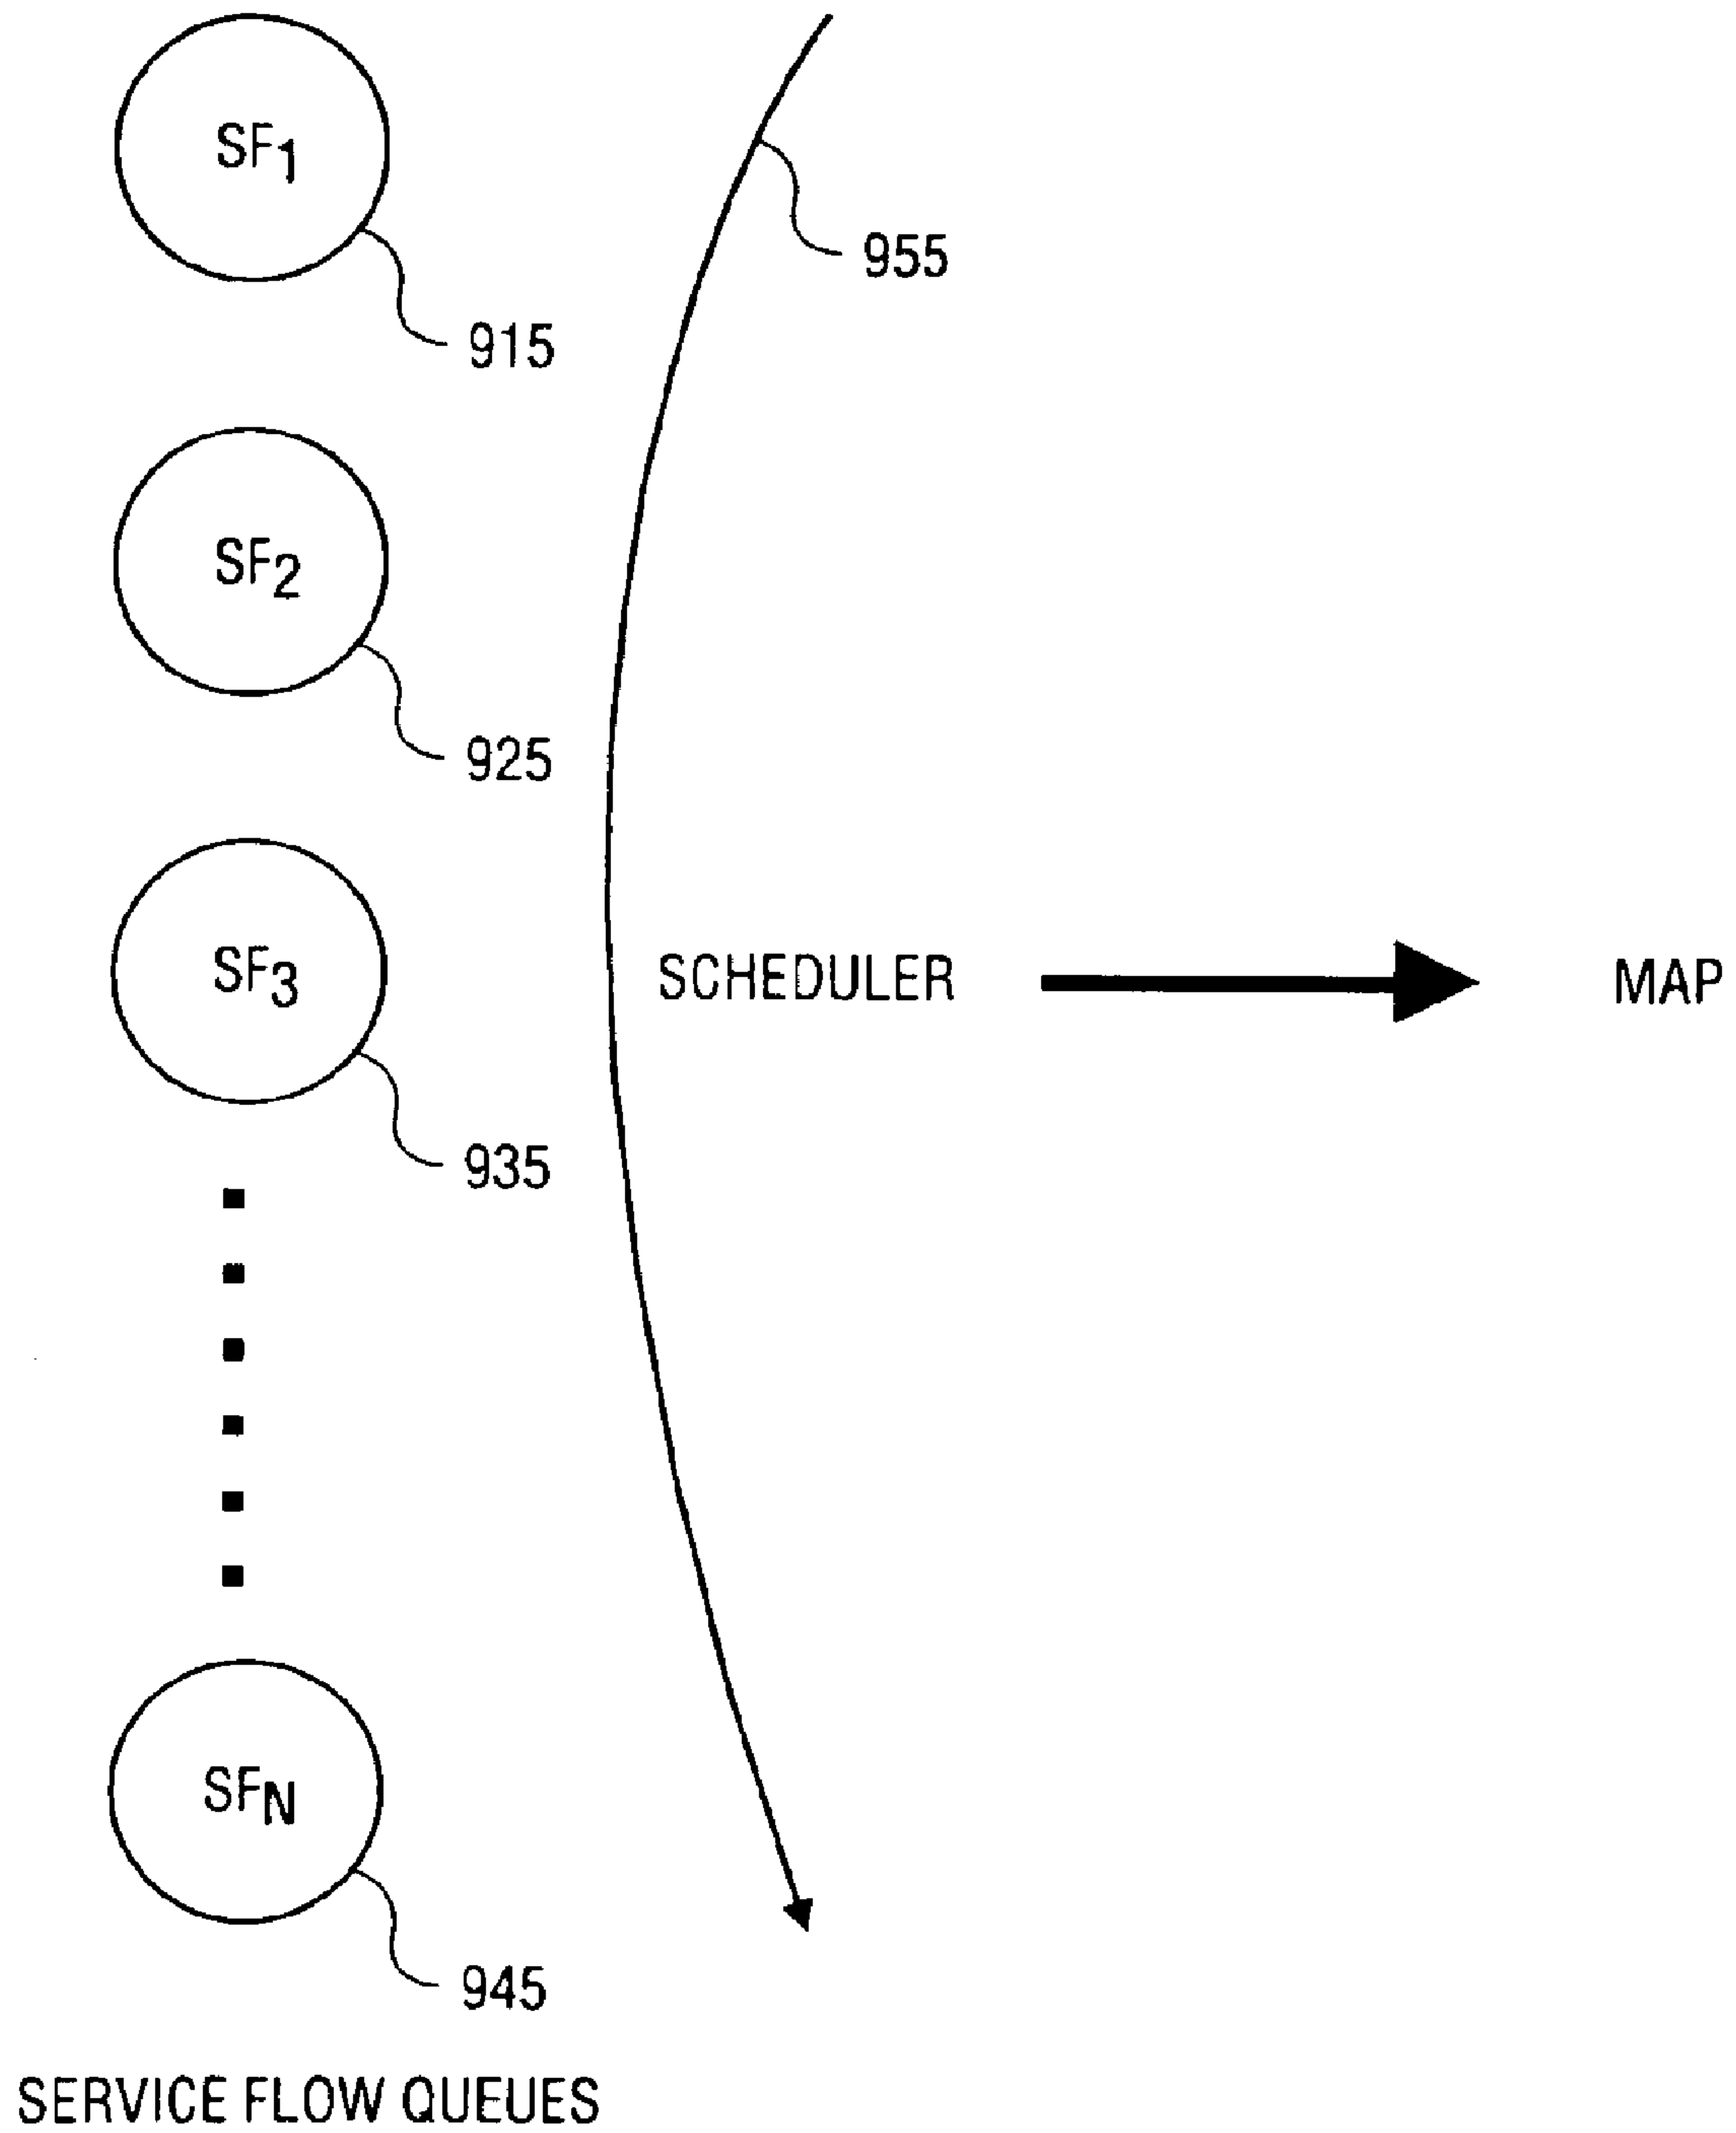 SF1
955
915
SF2
925
SF3
SCHEDULER
MAP
935
SFN
945
SERVICE FLOW QUEUES